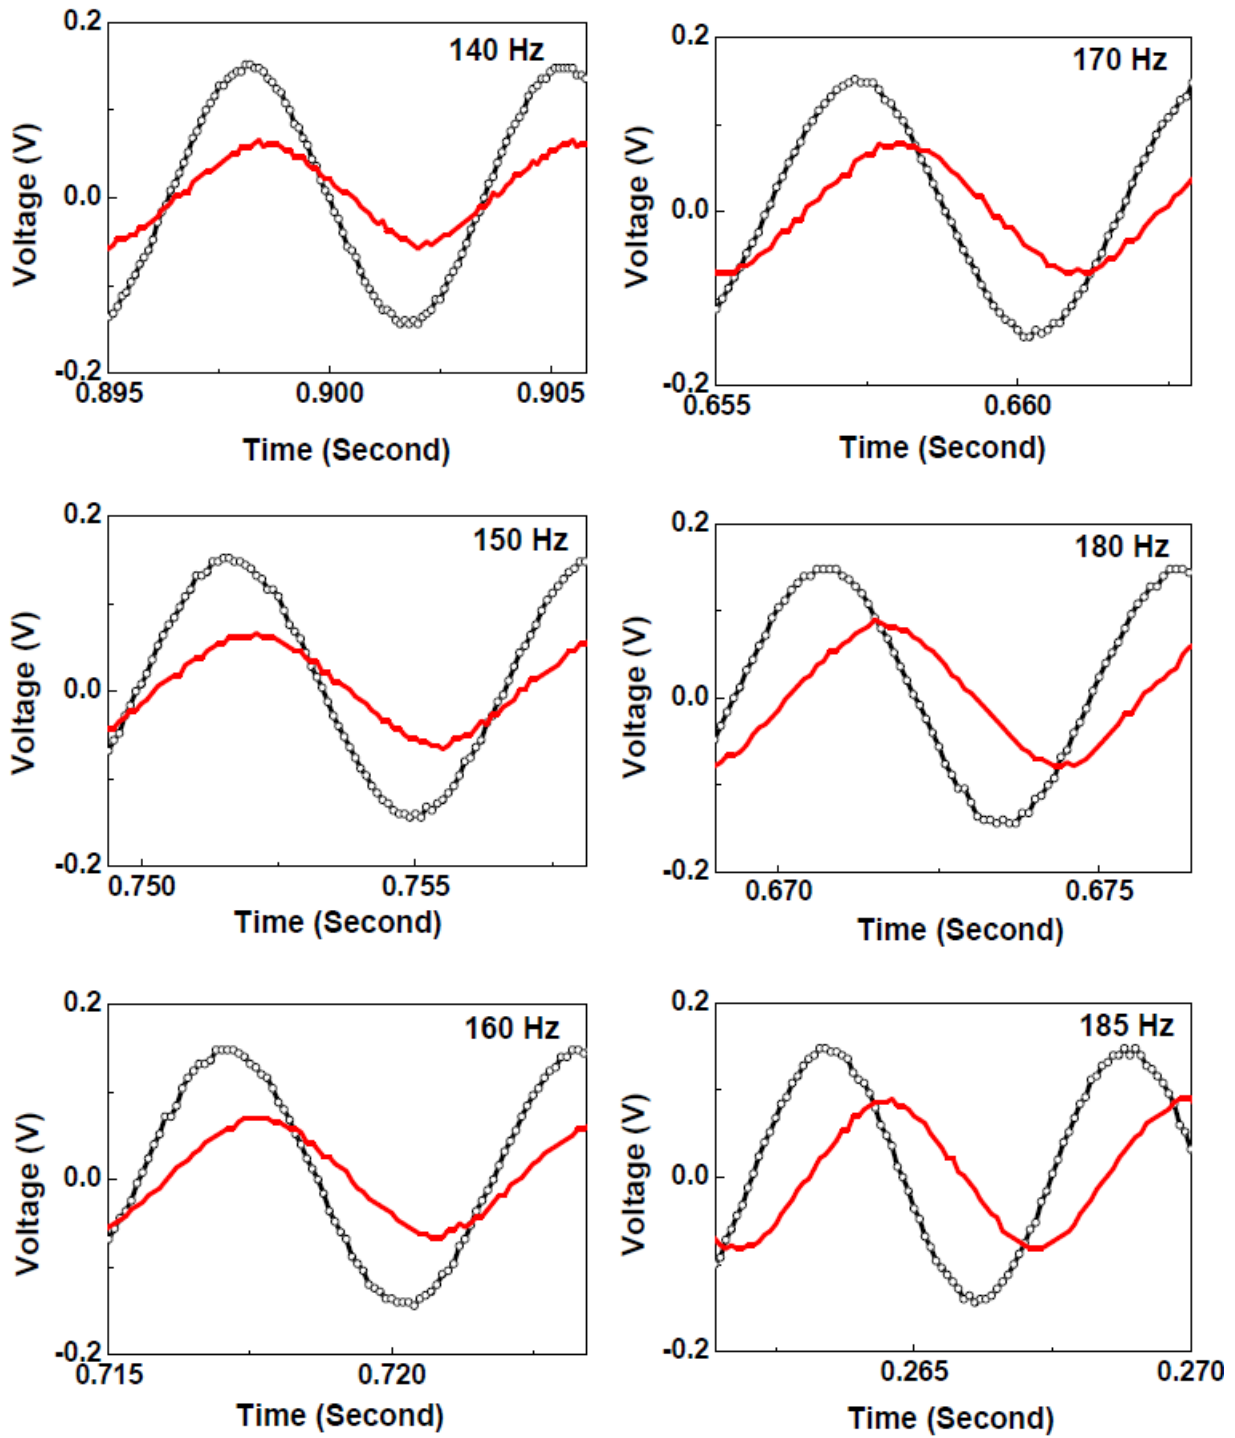 0.2
140 Hz
Voltage (V)
0.0
-0.2
0.895
0.900
0.905
Time (Second)
0.2
170 Hz
Voltage (V)
0.0
-0.2
0.655
0.660
Time (Second)
0.2
150 Hz
Voltage (V)
0.0
-0.2
0.750
0.755
Time (Second)
0.2
180 Hz
Voltage (V)
0.0
-0.2
0.670
0.675
Time (Second)
0.2
160 Hz
Voltage (V)
0.0
-0.2
0.715
0.720
Time (Second)
0.2
185 Hz
Voltage (V)
0.0
-0.2
0.265
0.270
Time (Second)